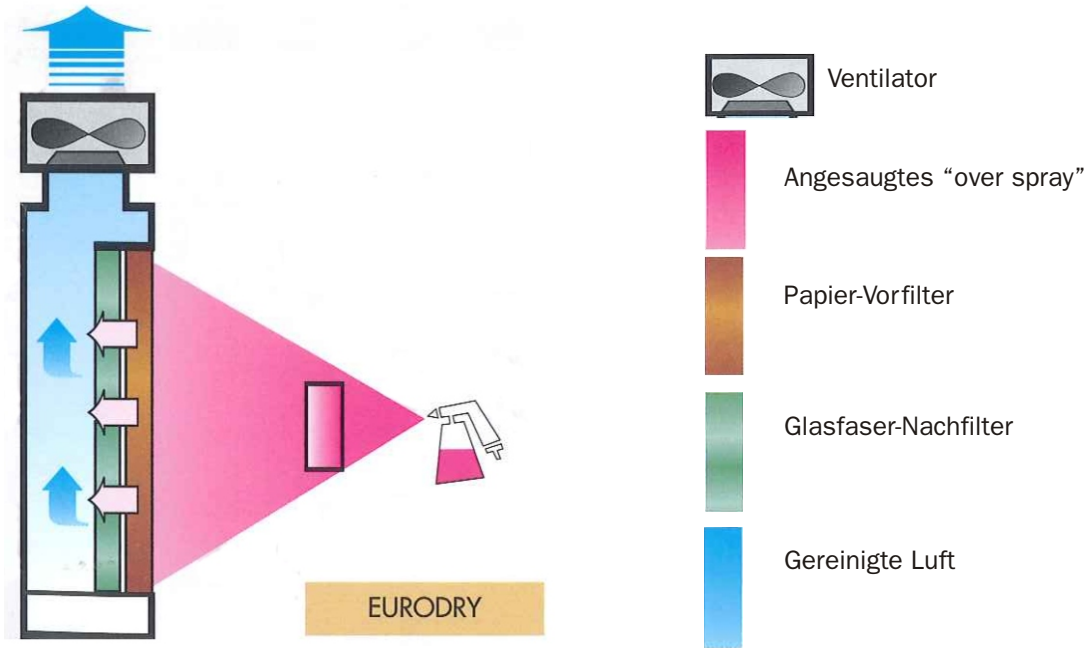 Ventilator
Angesaugtes “over spray”
Papier-Vorfilter
Glasfaser-Nachfilter
Gereinigte Luft
EURODRY